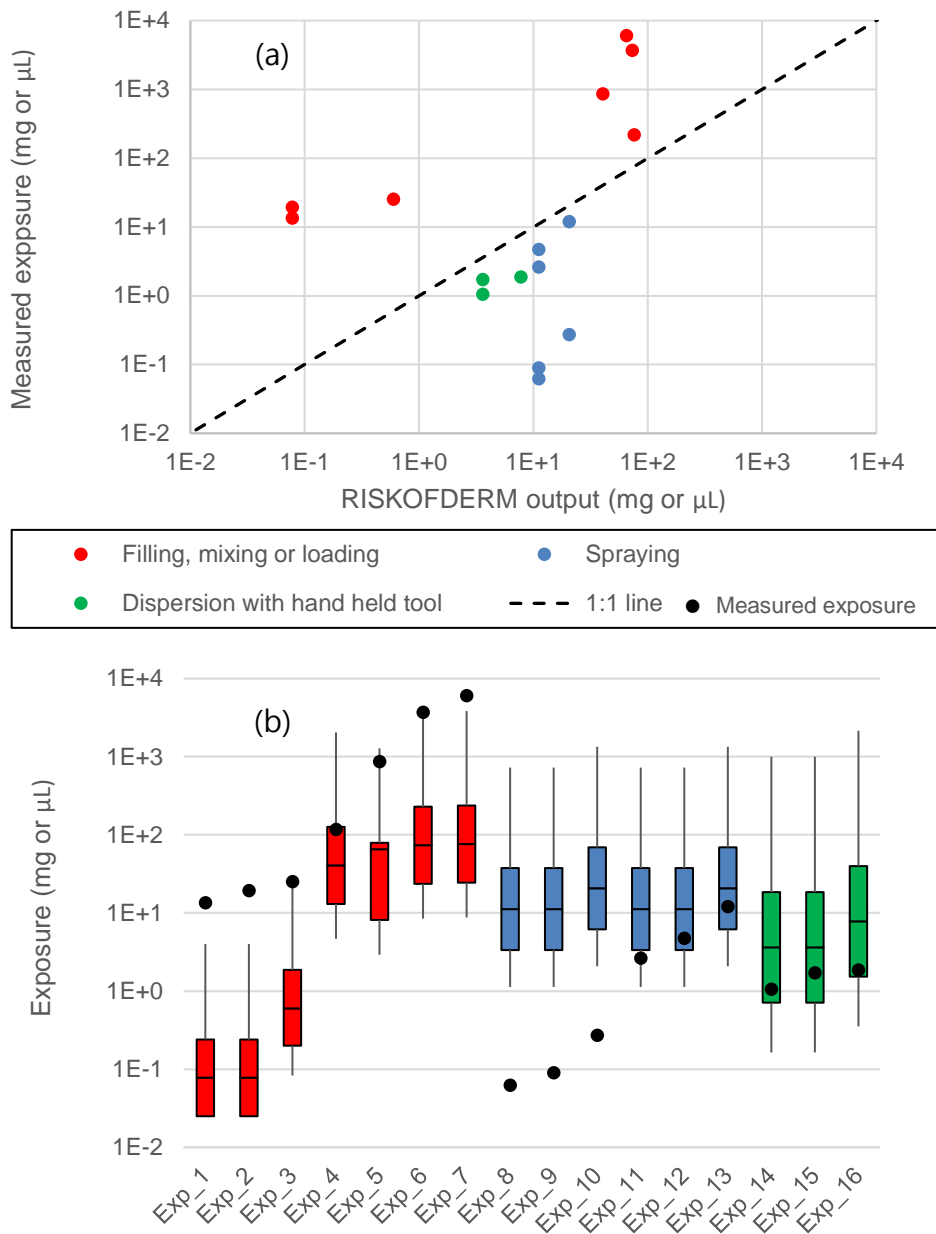 (a)
Measured exppsure (mg or μL)
1E+4
1E+3
1E+2
1E+1
1E+0
1E-1
1E-2
1E-2 1E-1 1E+0 1E+1 1E+2 1E+3 1E+4
RISKOFDERM output (mg or μL)
Filling, mixing or loading Spraying
Dispersion with hand held tool 1:1 line Measured exposure
(b)
Exposure (mg or μL)
1E+4
1E+3
1E+2
1E+1
1E+0
1E-1
1E-2
Exp_1 Exp_2 Exp_3 Exp_4 Exp_5 Exp_6 Exp_7 Exp_8 Exp_9 Exp_10 Exp_11 Exp_12 Exp_13 Exp_14 Exp_15 Exp_16